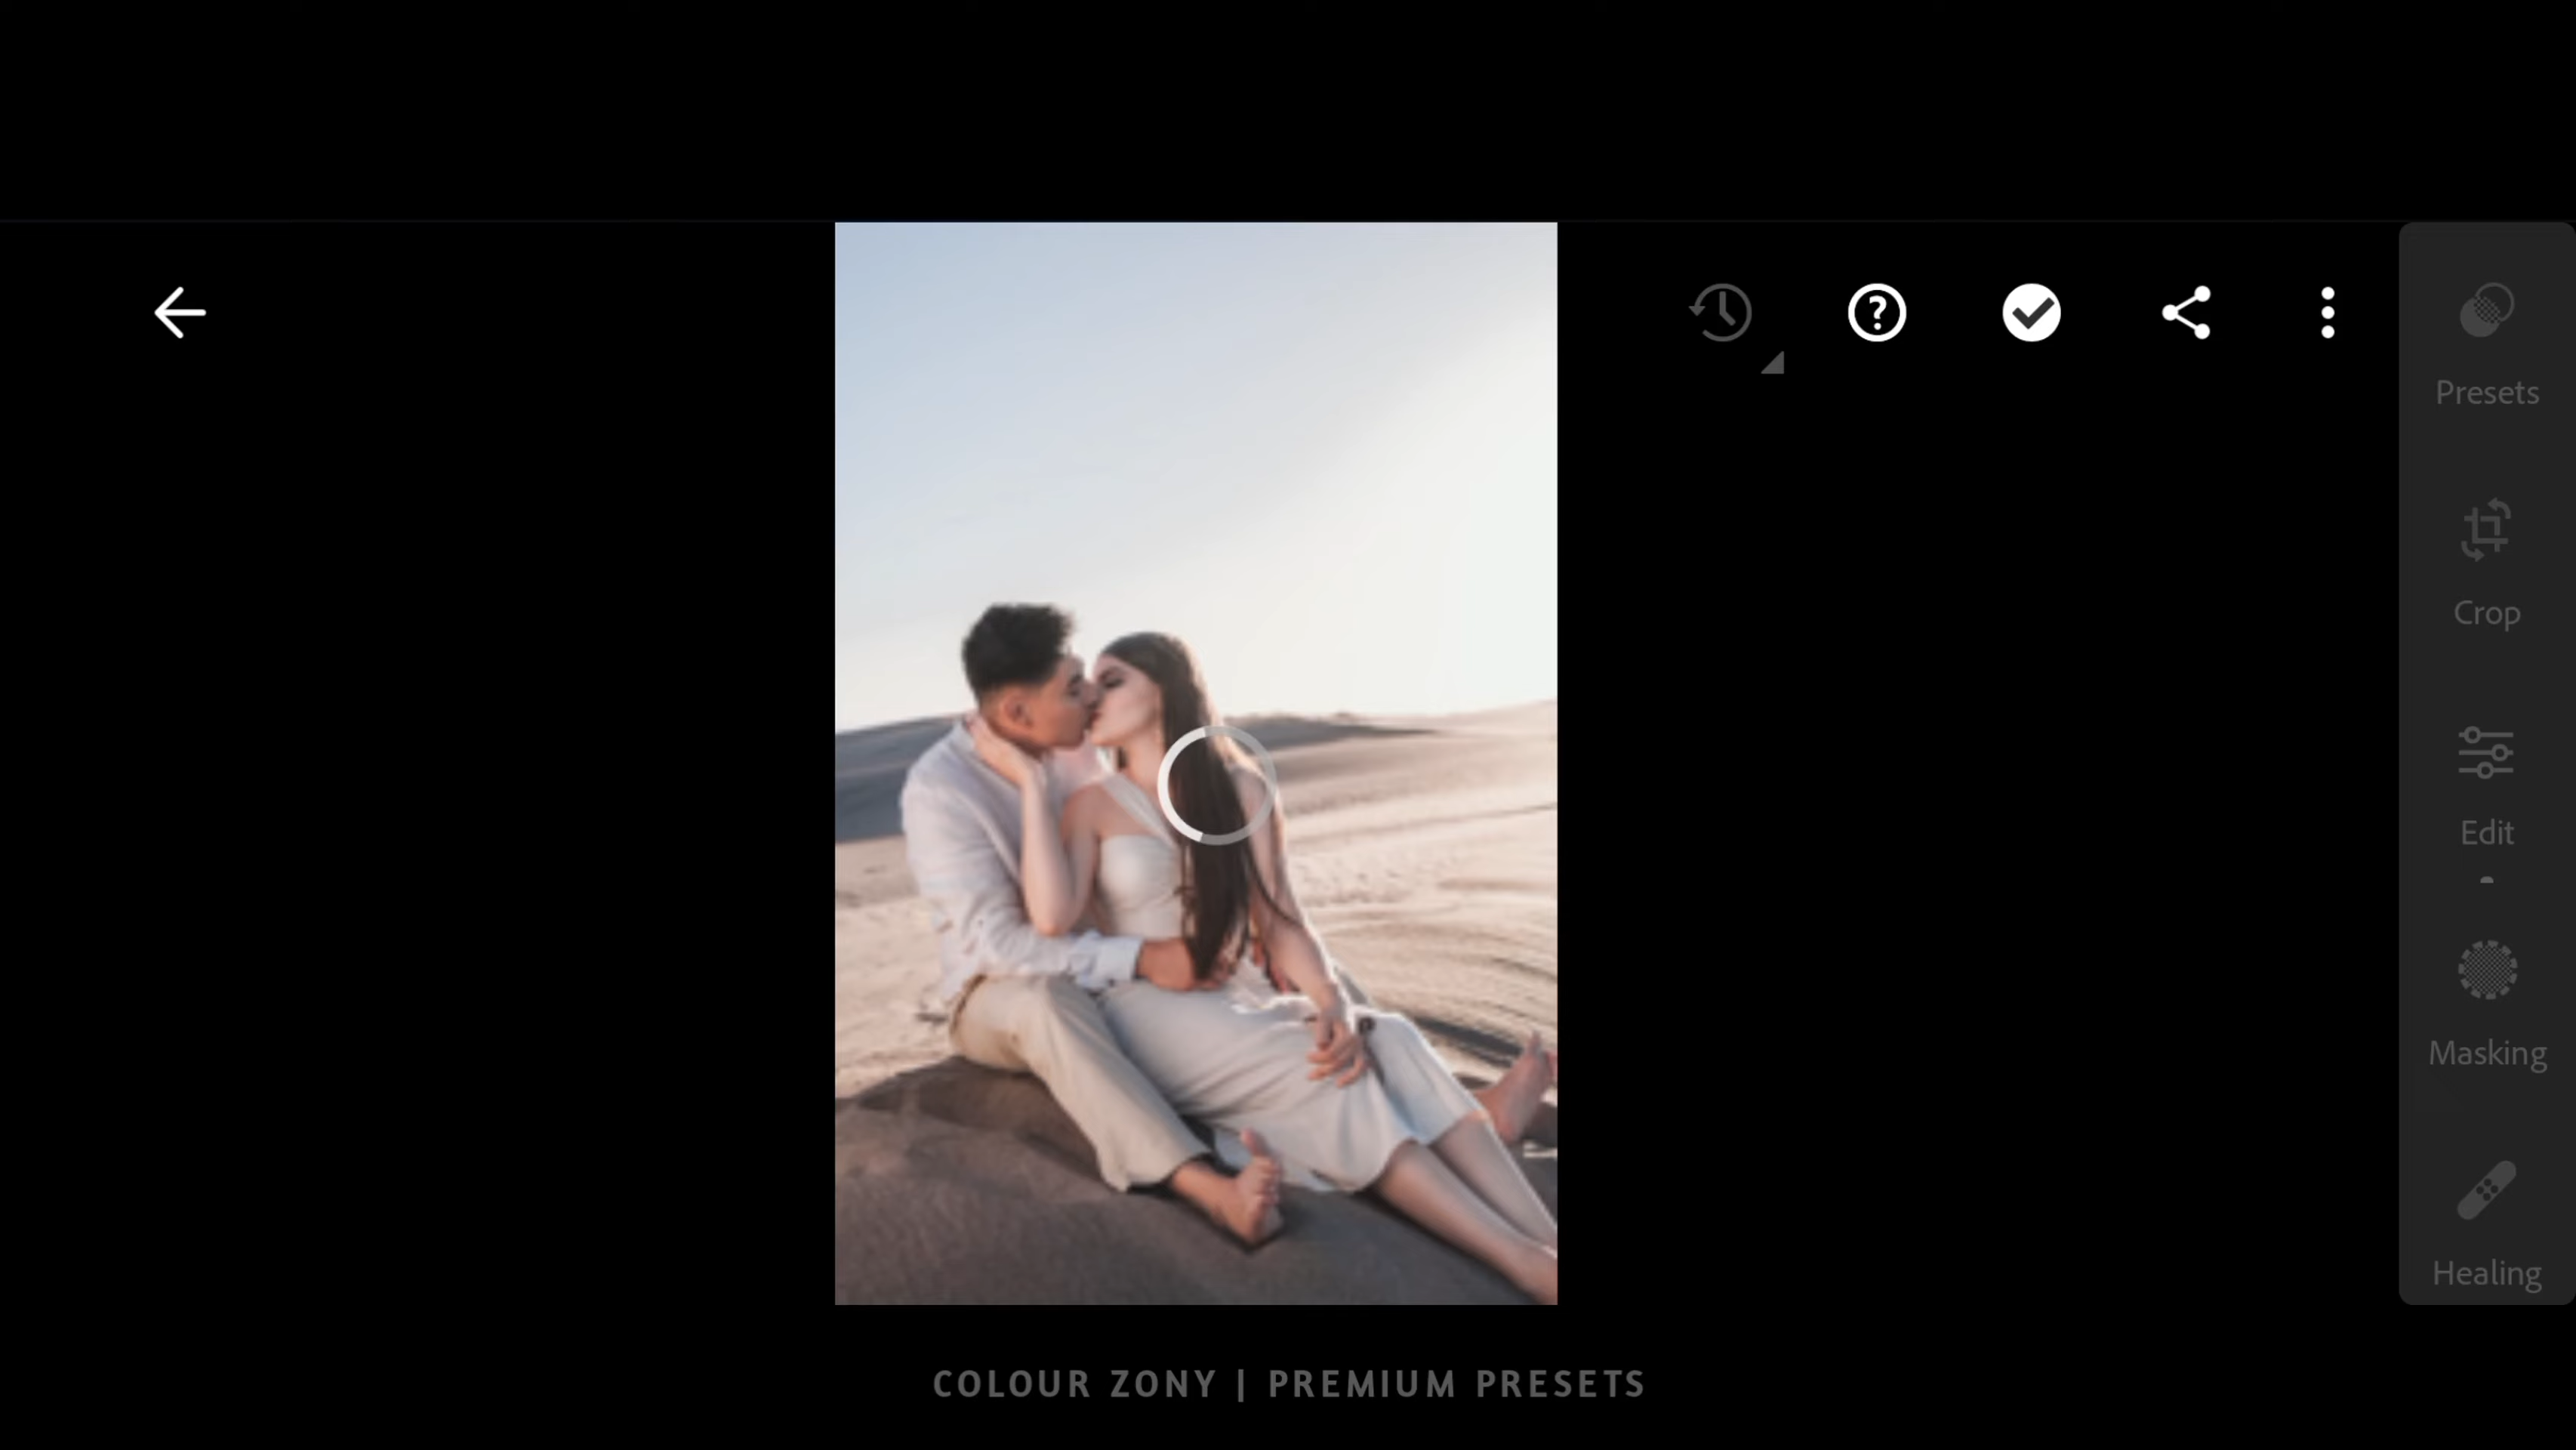 Presets
Crop
Edit
Masking
Healing
COLOUR ZONY | PREMIUM PRESETS